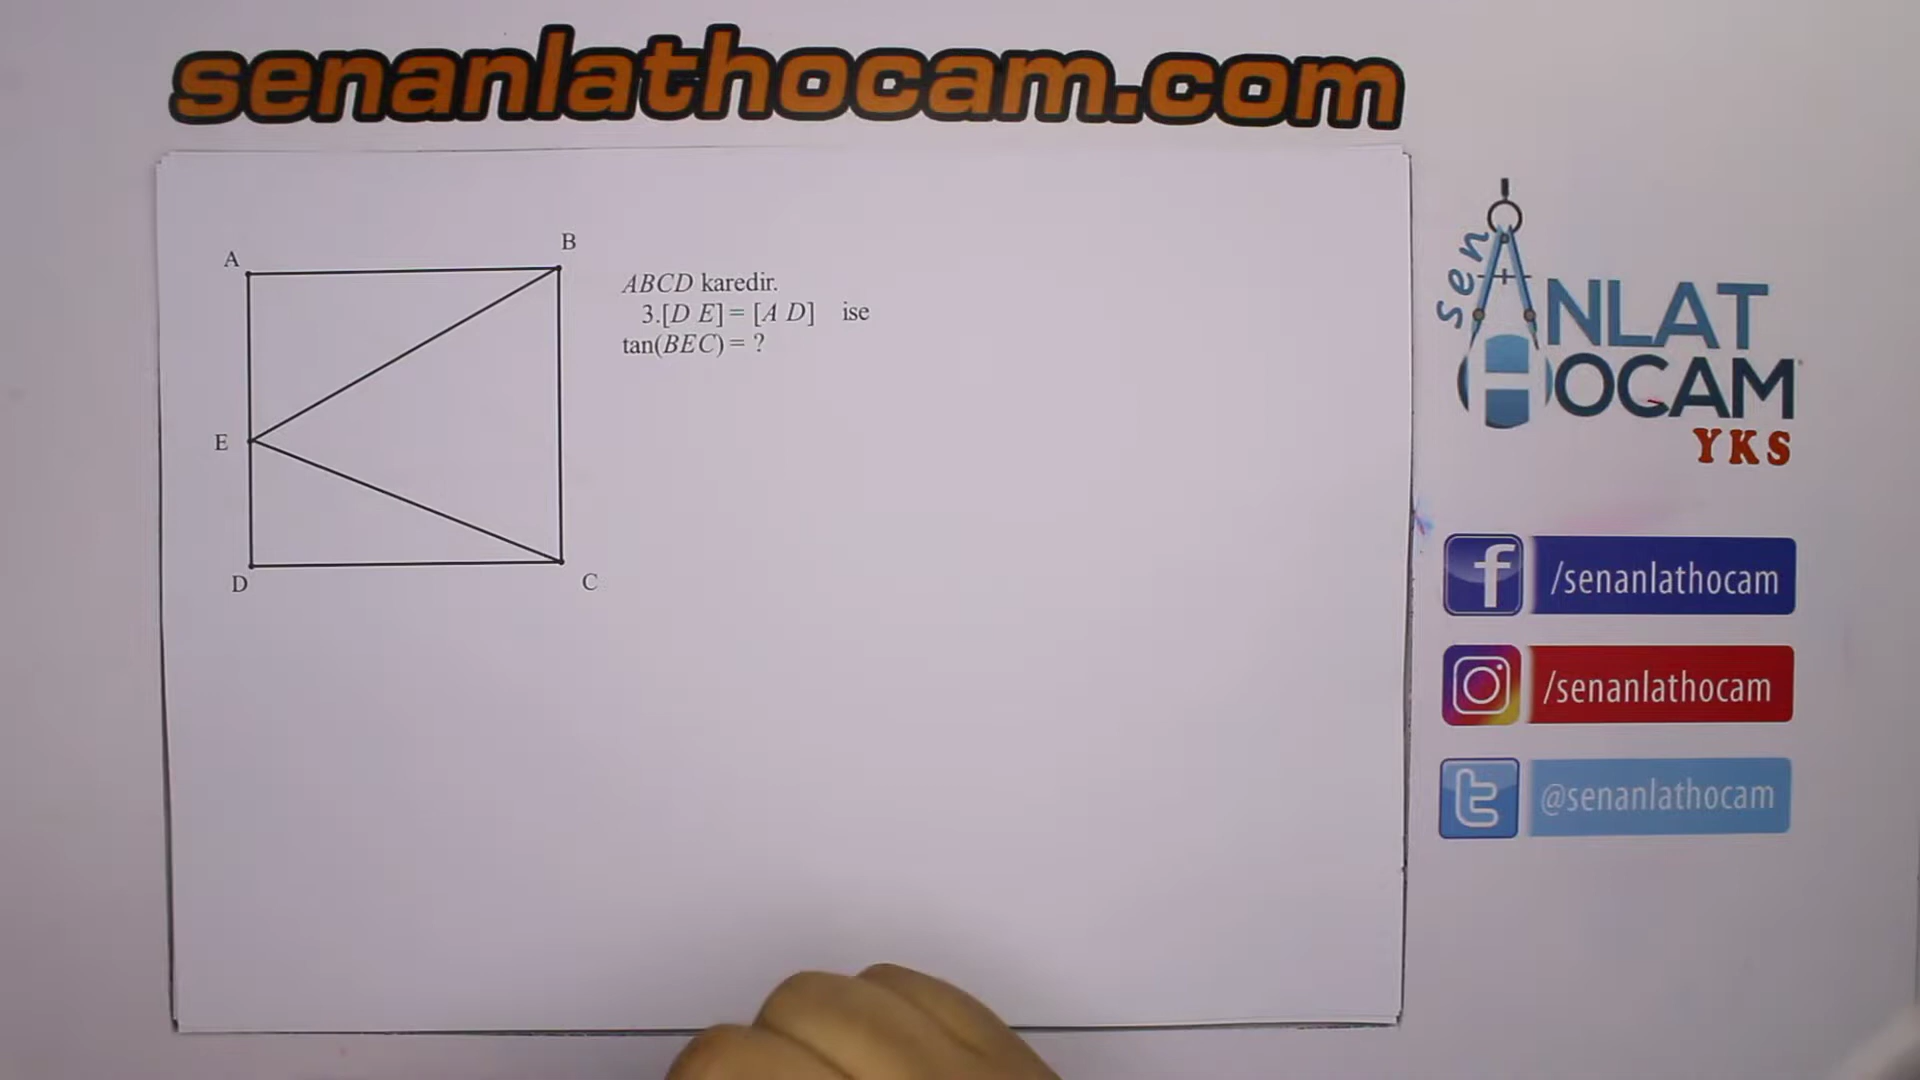 senanlathocam.com
A
B
ABCD karedir.
3.[D E] = [A D] ise
tan(BEC) = ?
E
D
C
sen
ANLAT
HOCAM
YKS
f /senanlathocam
/senanlathocam
t @senanlathocam